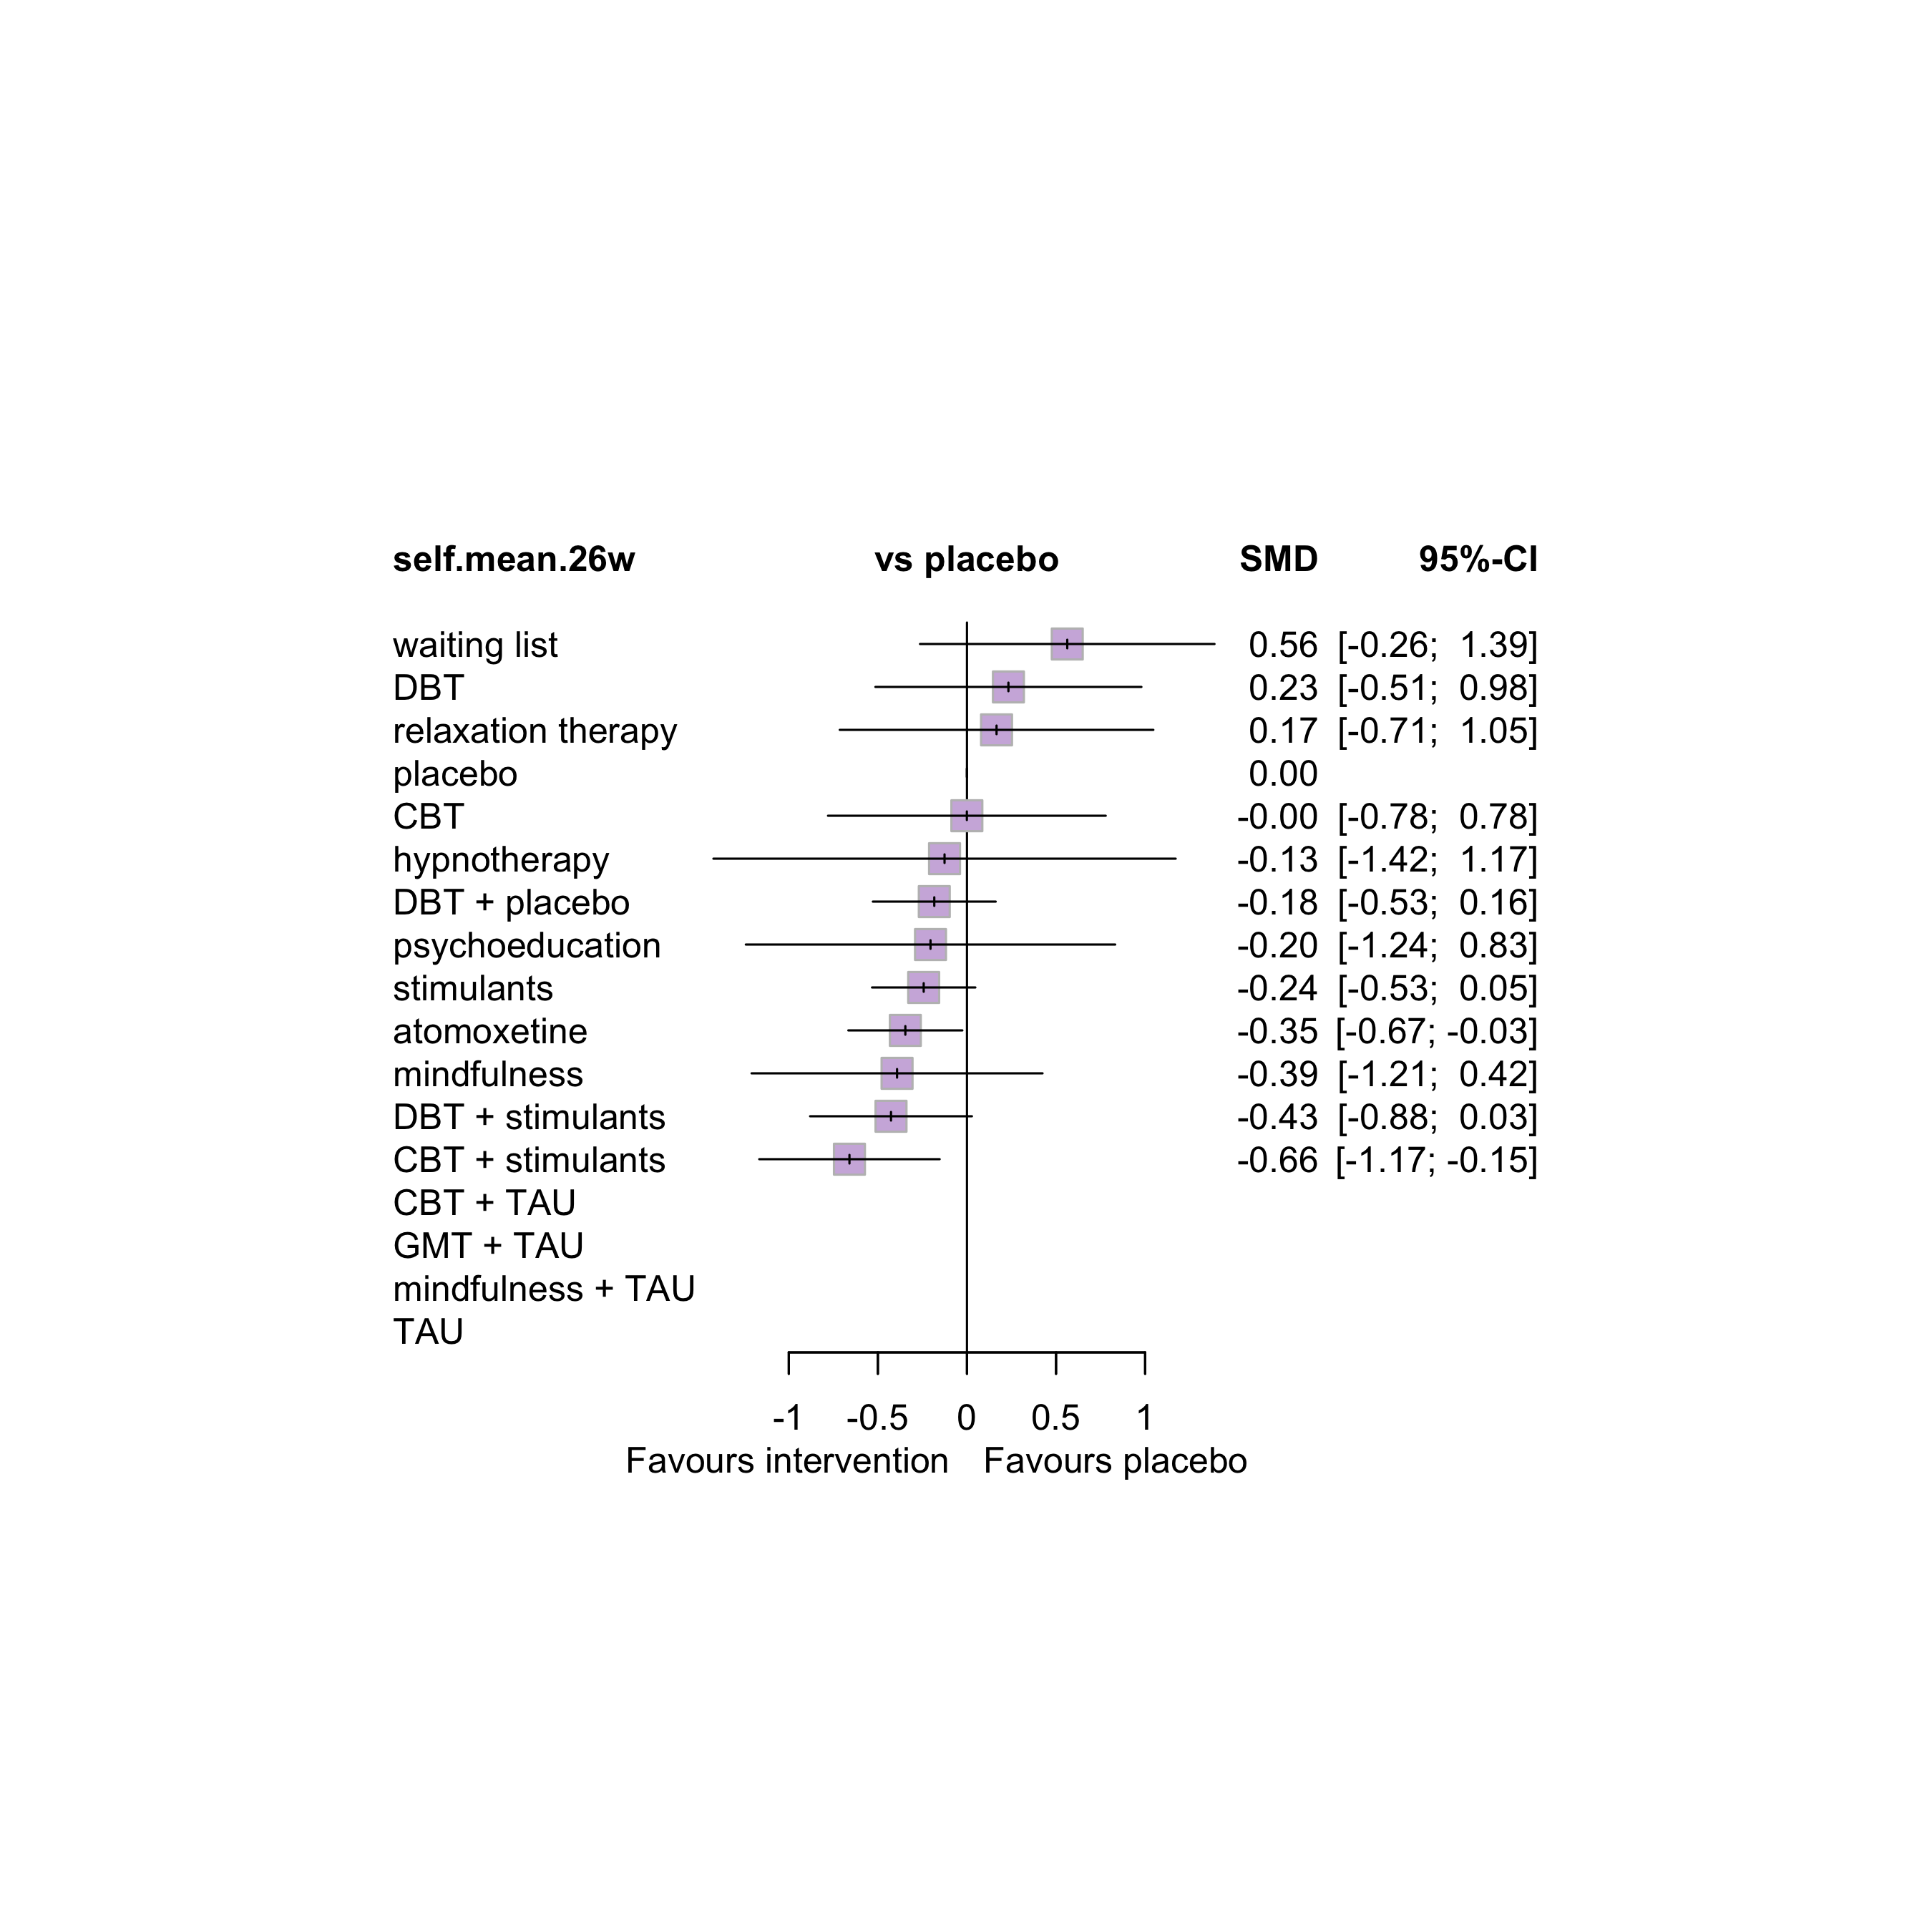 self.mean.26w vs placebo SMD 95%-CI
waiting list 0.56 [-0.26; 1.39]
DBT 0.23 [-0.51; 0.98]
relaxation therapy 0.17 [-0.71; 1.05]
placebo 0.00
CBT -0.00 [-0.78; 0.78]
hypnotherapy -0.13 [-1.42; 1.17]
DBT + placebo -0.18 [-0.53; 0.16]
psychoeducation -0.20 [-1.24; 0.83]
stimulants -0.24 [-0.53; 0.05]
atomoxetine -0.35 [-0.67; -0.03]
mindfulness -0.39 [-1.21; 0.42]
DBT + stimulants -0.43 [-0.88; 0.03]
CBT + stimulants -0.66 [-1.17; -0.15]
CBT + TAU
GMT + TAU
mindfulness + TAU
TAU
-1 -0.5 0 0.5 1
Favours intervention Favours placebo